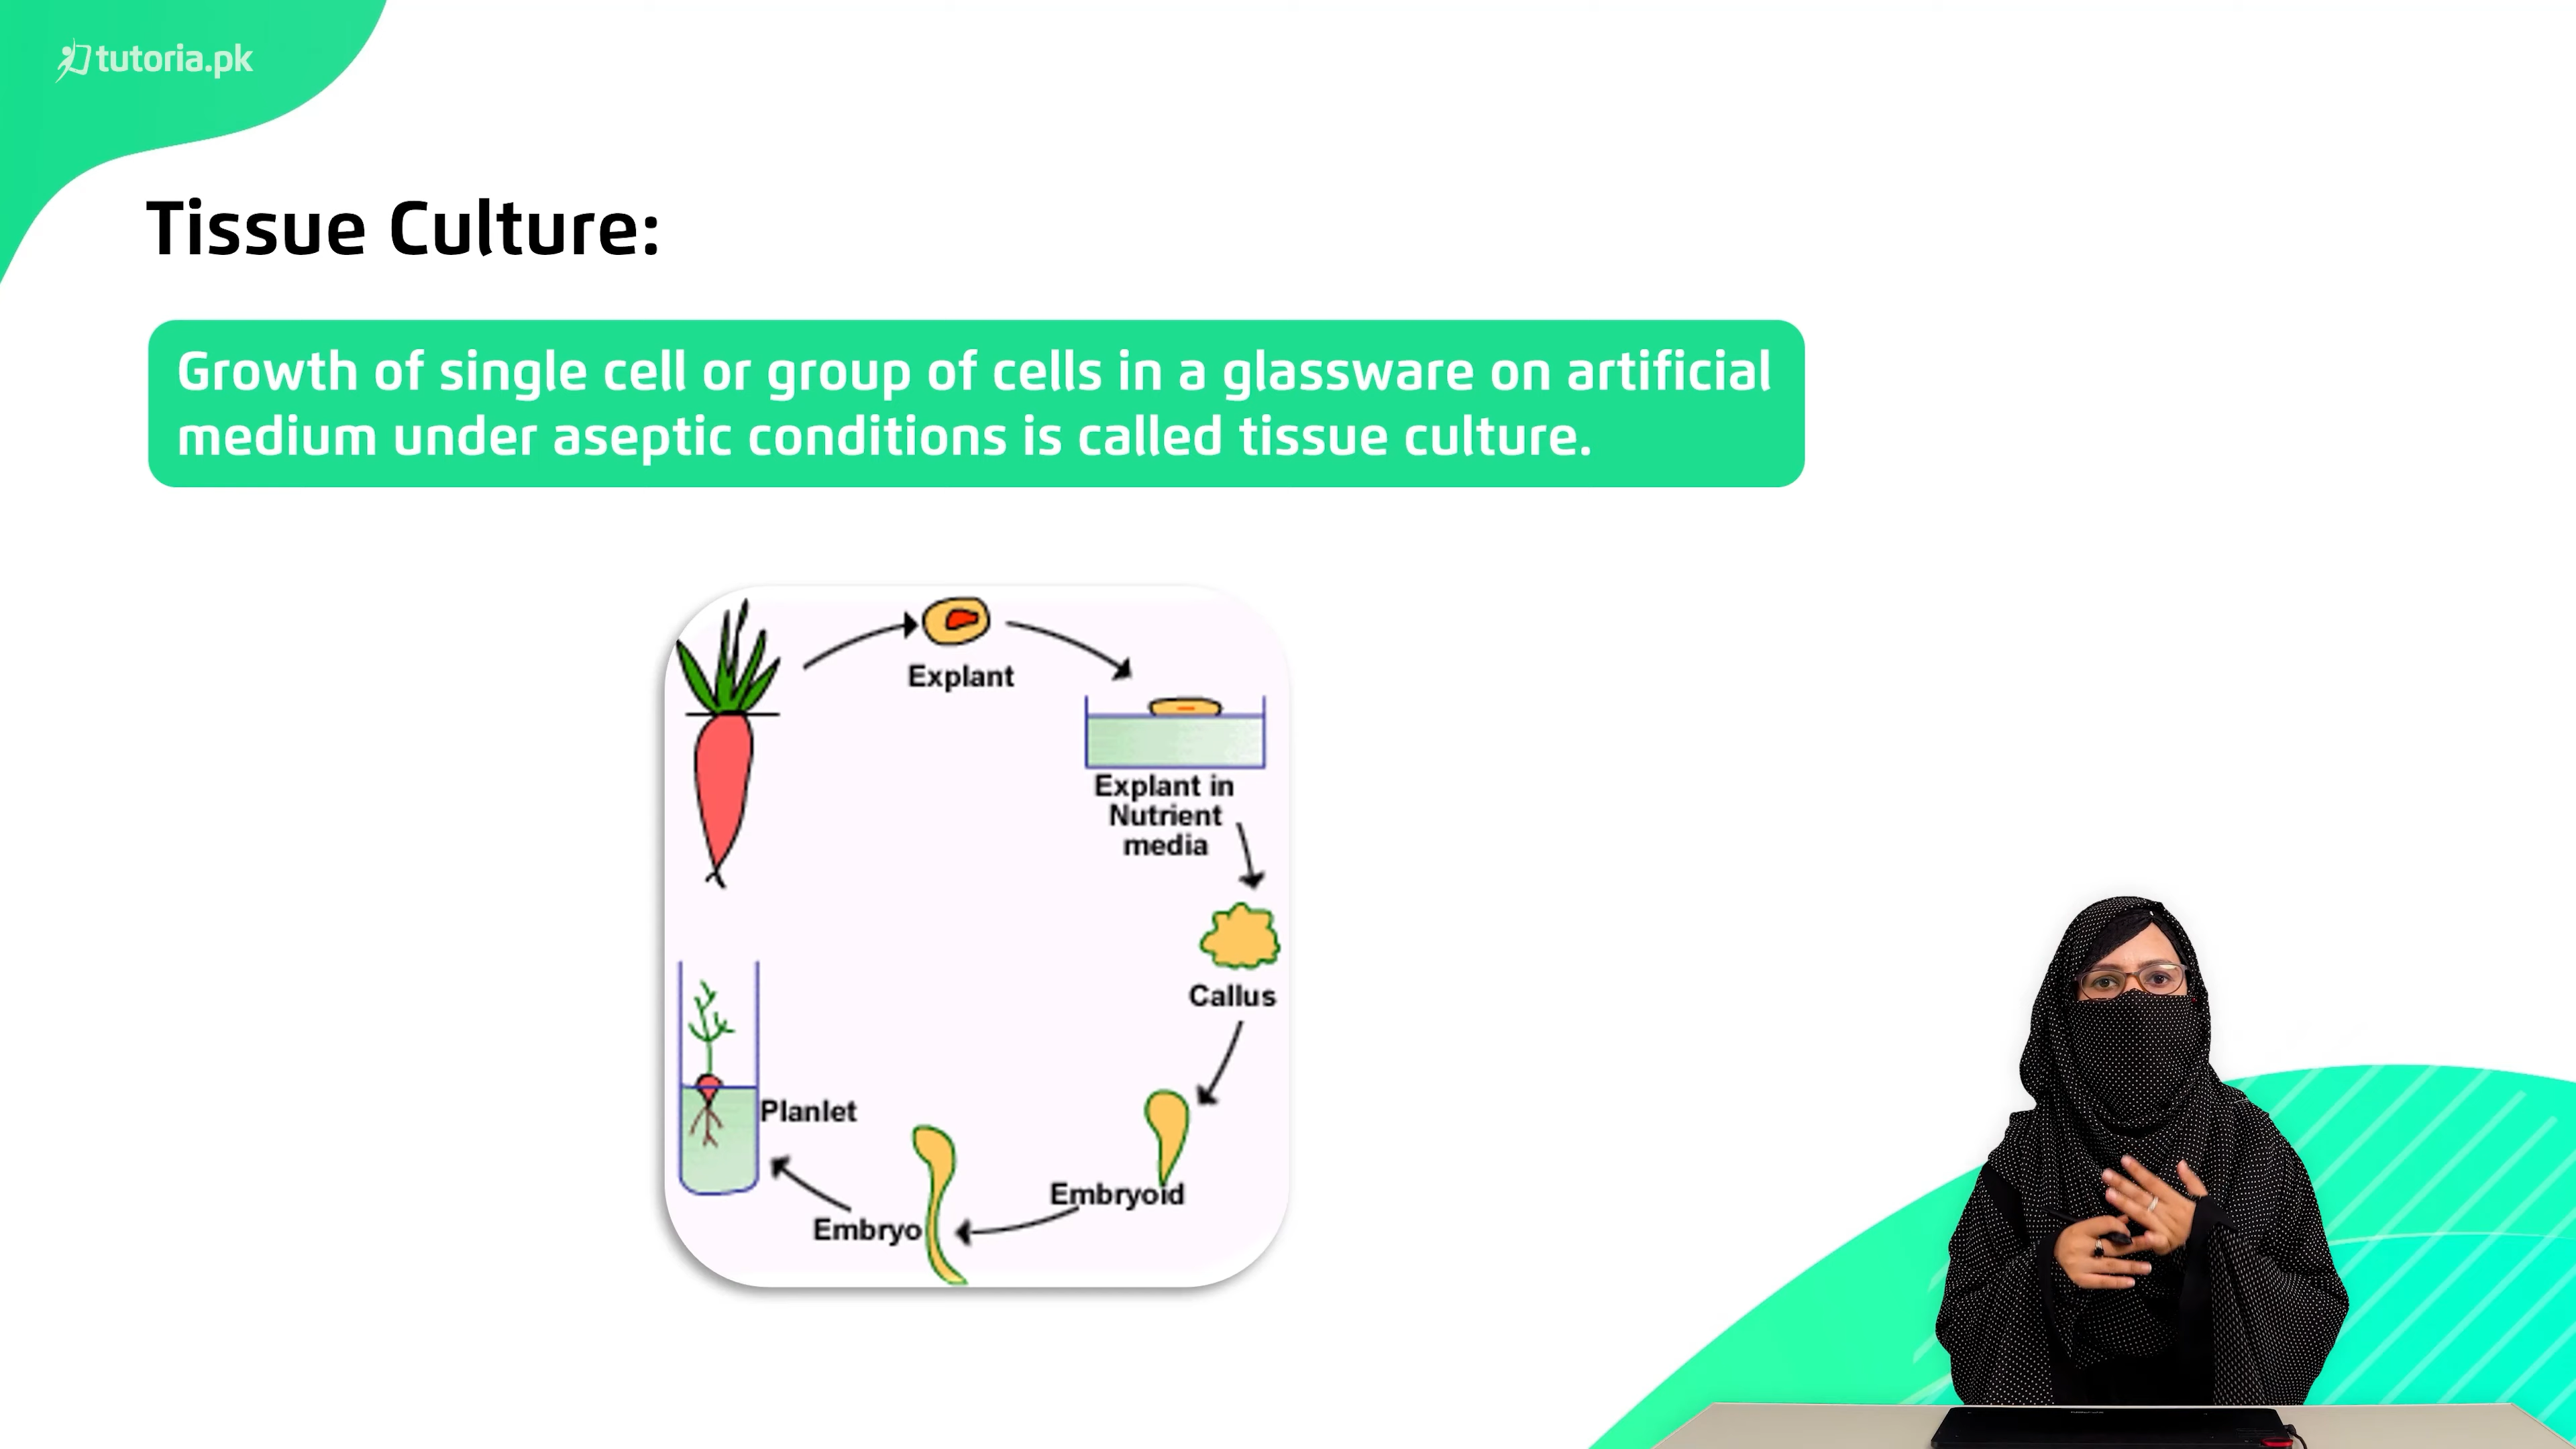 tutoria.pk
Tissue Culture:
Growth of single cell or group of cells in a glassware on artificial
medium under aseptic conditions is called tissue culture.
Explant
Explant in
Nutrient
media
Callus
Embryoid
Embryo
Planlet